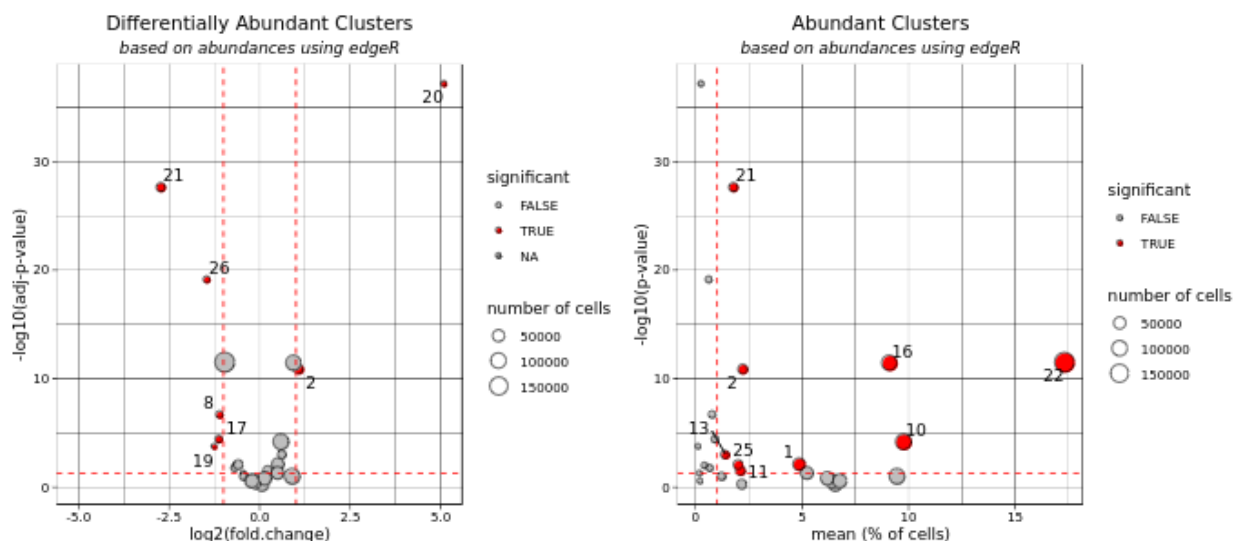 Differentially Abundant Clusters
based on abundances using edgeR
-log10(adj-p-value)
30
20
10
0
20
21
26
2
8
17
19
-5.0
-2.5
0.0
2.5
5.0
log2(fold.change)
significant
FALSE
TRUE
NA
number of cells
50000
100000
150000
Abundant Clusters
based on abundances using edgeR
-log10(p-value)
30
20
10
0
21
16
2
22
13
10
25
1
11
0
5
10
15
mean (% of cells)
significant
FALSE
TRUE
number of cells
50000
100000
150000